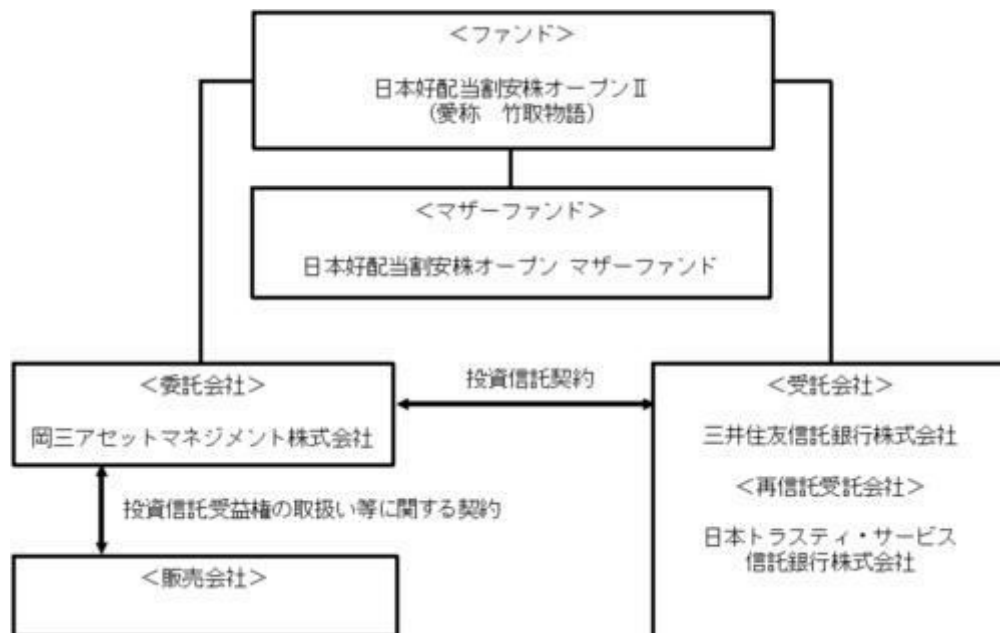 ＜ファンド＞
日本好配当割安株オープンⅡ
（愛称　竹取物語）
＜マザーファンド＞
日本好配当割安株オープン マザーファンド
＜委託会社＞
岡三アセットマネジメント株式会社
投資信託契約
＜受託会社＞
三井住友信託銀行株式会社
＜再信託受託会社＞
日本トラスティ・サービス
信託銀行株式会社
投資信託受益権の取扱い等に関する契約
＜販売会社＞